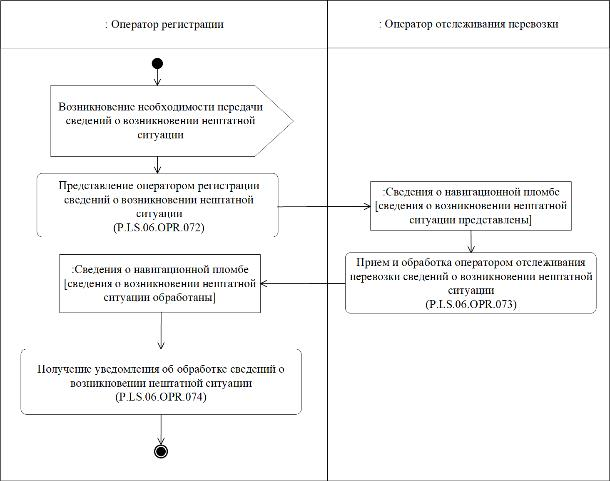 : Оператор регистрации
: Оператор отслеживания перевозки
Возникновение необходимости передачи
сведений о возникновении нештатной
ситуации
Представление оператором регистрации
сведений о возникновении нештатной
ситуации
(P.LS.06.OPR.072)
:Сведения о навигационной пломбе
[сведения о возникновении нештатной
ситуации представлены]
Прием и обработка оператором отслеживания
перевозки сведений о возникновении нештатной
ситуации
(P.LS.06.OPR.073)
:Сведения о навигационной пломбе
[сведения о возникновении нештатной
ситуации обработаны]
Получение уведомления об обработке сведений о
возникновении нештатной ситуации
(P.LS.06.OPR.074)